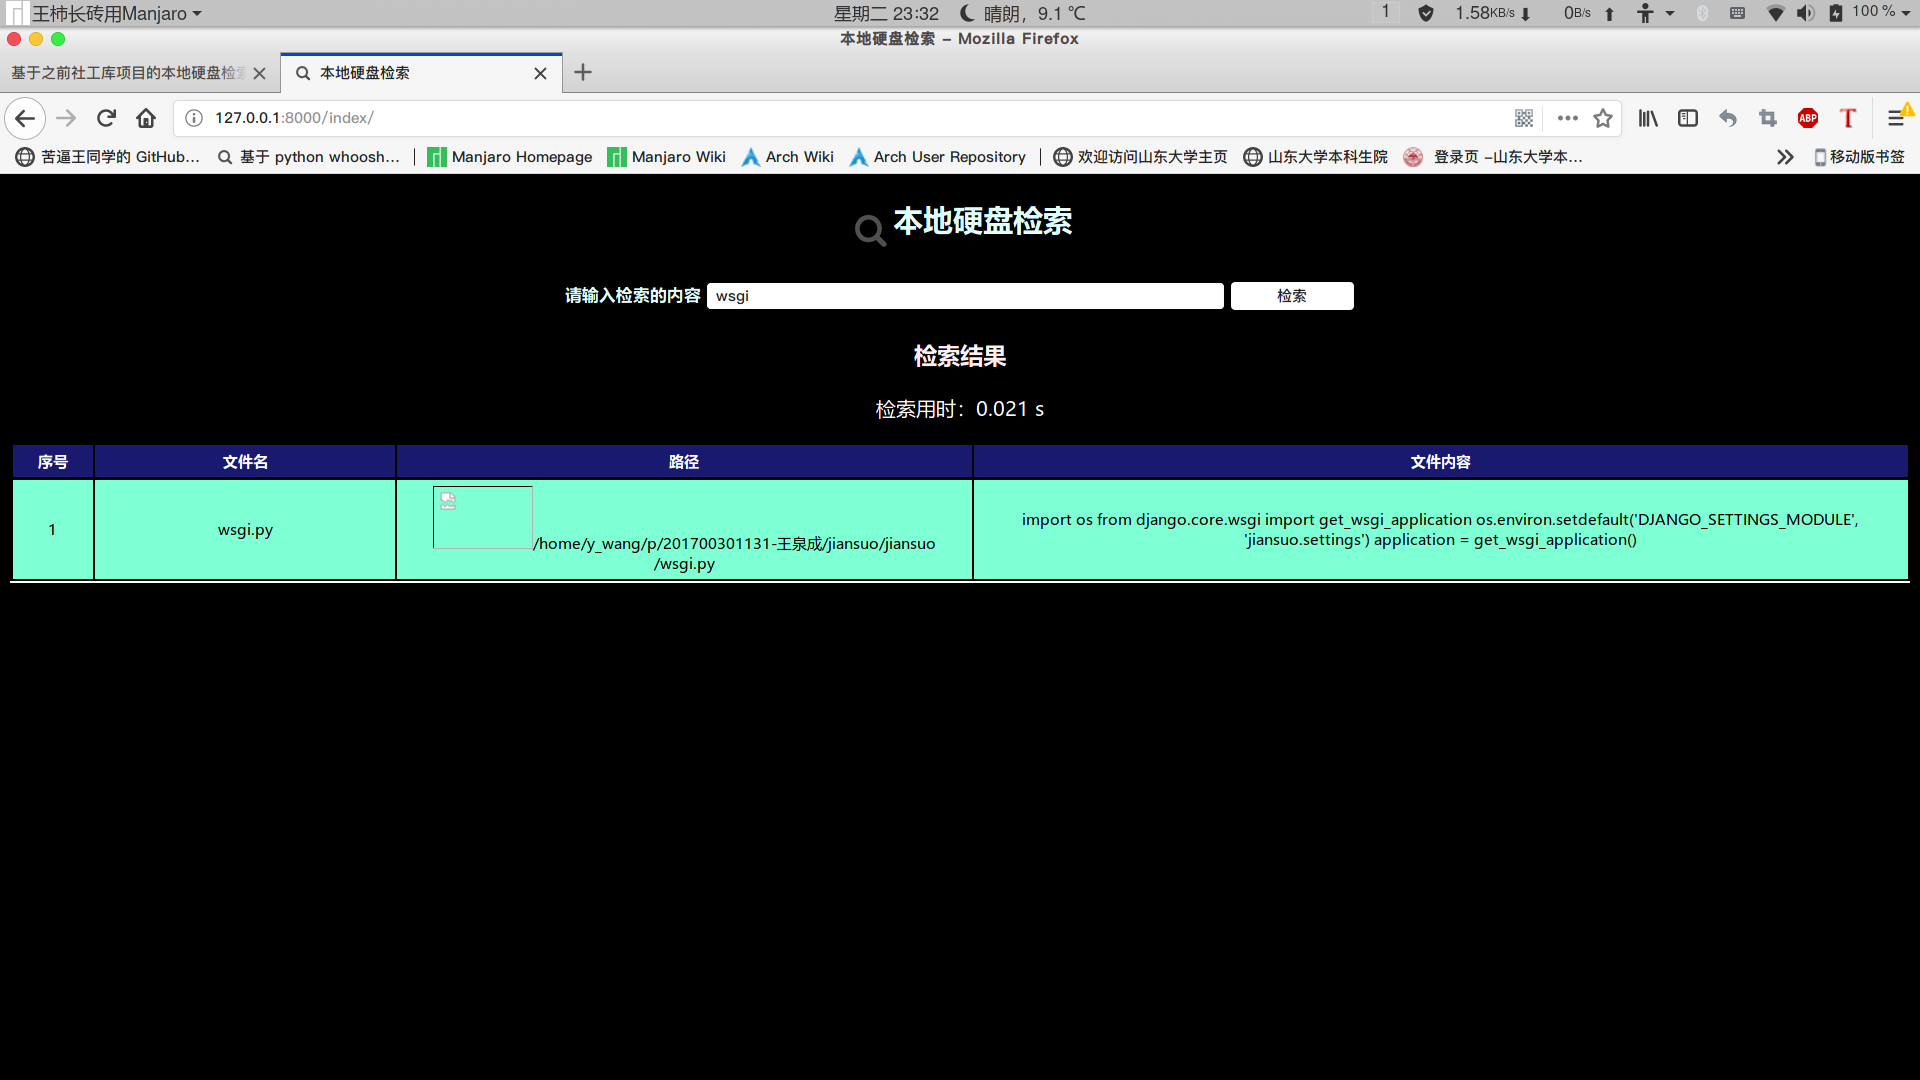 王柿长砖用Manjaro
星期二 23:32
晴朗，9.1 ℃
1
1.58KB/s
0B/s
100 %
本地硬盘检索 – Mozilla Firefox
基于之前社工库项目的本地硬盘检索
本地硬盘检索
127.0.0.1:8000/index/
ABP
T
苦逼王同学的 GitHub…
基于 python whoosh…
Manjaro Homepage
Manjaro Wiki
Arch Wiki
Arch User Repository
欢迎访问山东大学主页
山东大学本科生院
登录页 –山东大学本…
移动版书签
本地硬盘检索
请输入检索的内容
wsgi
检索
检索结果
检索用时：0.021 s
序号
文件名
路径
文件内容
1
wsgi.py
/home/y_wang/p/201700301131-王泉成/jiansuo/jiansuo
/wsgi.py
import os from django.core.wsgi import get_wsgi_application os.environ.setdefault('DJANGO_SETTINGS_MODULE',
'jiansuo.settings') application = get_wsgi_application()